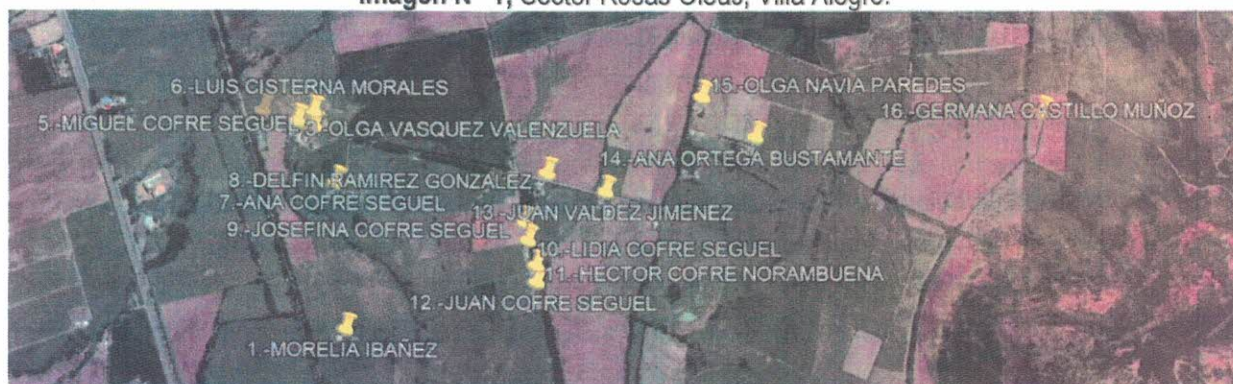 Imagen N° 1, Sector Rosas Oleas, Villa Alegre.
6.-LUIS CISTERNA MORALES
15.-OLGA NAVIA PAREDES
16.-GERMANA CASTILLO MUÑOZ
5.-MIGUEL COFRE SEGUEL
3.-OLGA VASQUEZ VALENZUELA
14.-ANA ORTEGA BUSTAMANTE
8.-DELFIN RAMIREZ GONZALEZ
7.-ANA COFRE SEGUEL
13.-JUAN VALDEZ JIMENEZ
9.-JOSEFINA COFRE SEGUEL
10.-LIDIA COFRE SEGUEL
11.-HECTOR COFRE NORAMBUENA
12.-JUAN COFRE SEGUEL
1.-MORELIA IBAÑEZ